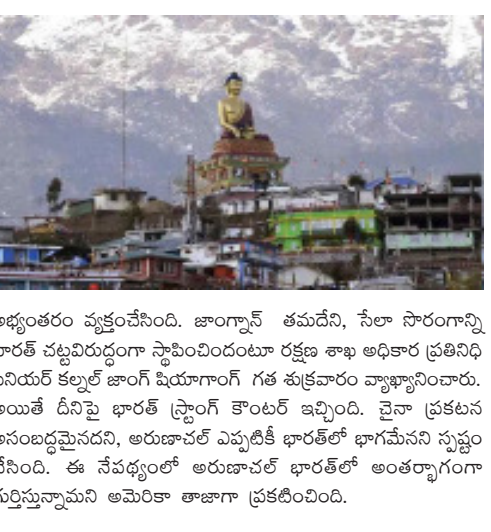 అభ్యంతరం వ్యక్తంచేసింది. జాంగ్నాన్ తమదేని, సేలా సొరంగాన్ని
భారత్ చట్టవిరుద్ధంగా స్థాపించిందంటూ రక్షణ శాఖ అధికార ప్రతినిధి
సీనియర్ కల్నల్ జాంగ్ షియాగాంగ్ గత శుక్రవారం వ్యాఖ్యానించారు.
అయితే దీనిపై భారత్ స్ట్రాంగ్ కౌంటర్ ఇచ్చింది. చైనా ప్రకటన
అసంబద్ధమైనదని, అరుణాచల్ ఎప్పటికీ భారత్‌లో భాగమేనని స్పష్టం
చేసింది. ఈ నేపథ్యంలో అరుణాచల్ భారత్‌లో అంతర్భాగంగా
గుర్తిస్తున్నామని అమెరికా తాజాగా ప్రకటించింది.